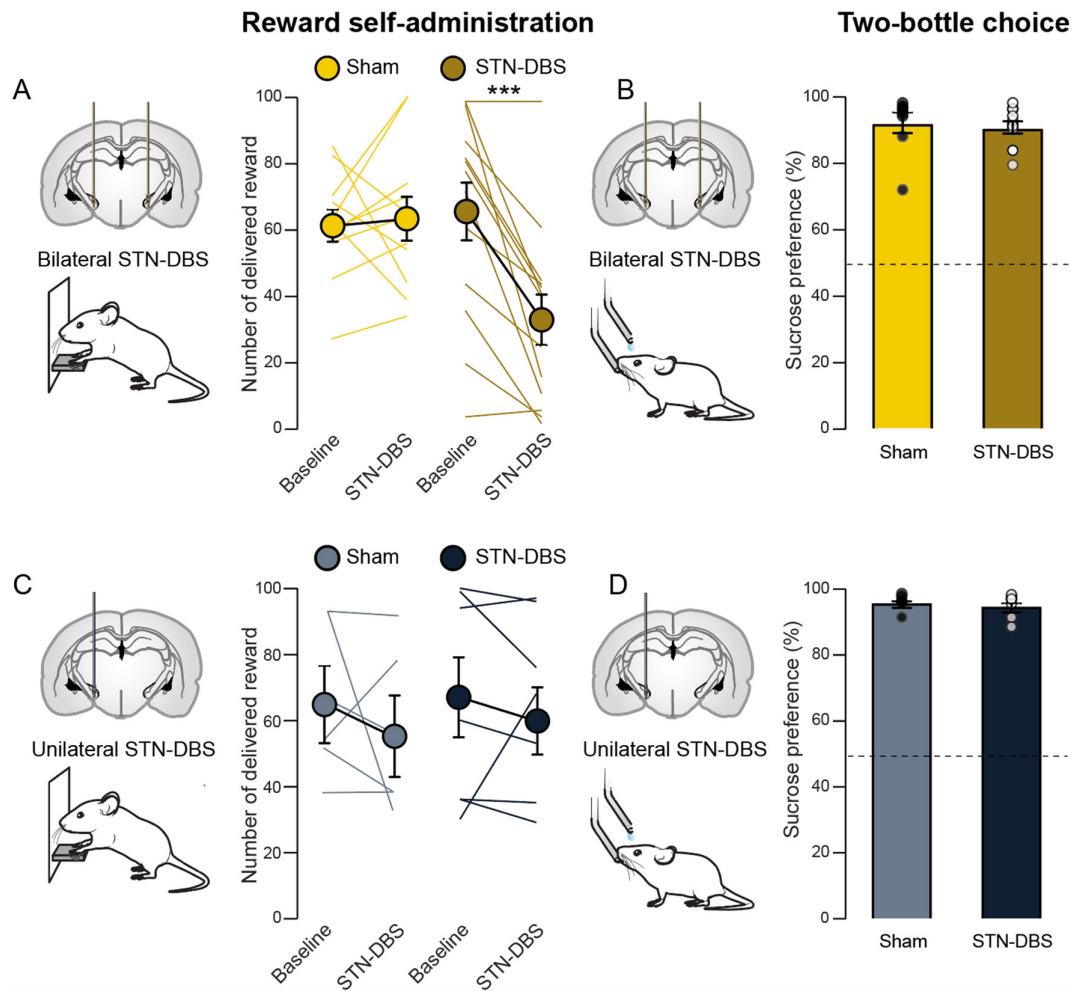 Reward self-administration
Two-bottle choice
Sham
STN-DBS
A
Bilateral STN-DBS
Number of delivered reward
100
80
60
40
20
0
***
Baseline
STN-DBS
Baseline
STN-DBS
B
Bilateral STN-DBS
Sucrose preference (%)
100
80
60
40
20
0
Sham
STN-DBS
Sham
STN-DBS
C
Unilateral STN-DBS
Number of delivered reward
100
80
60
40
20
0
Baseline
STN-DBS
Baseline
STN-DBS
D
Unilateral STN-DBS
Sucrose preference (%)
100
80
60
40
20
0
Sham
STN-DBS